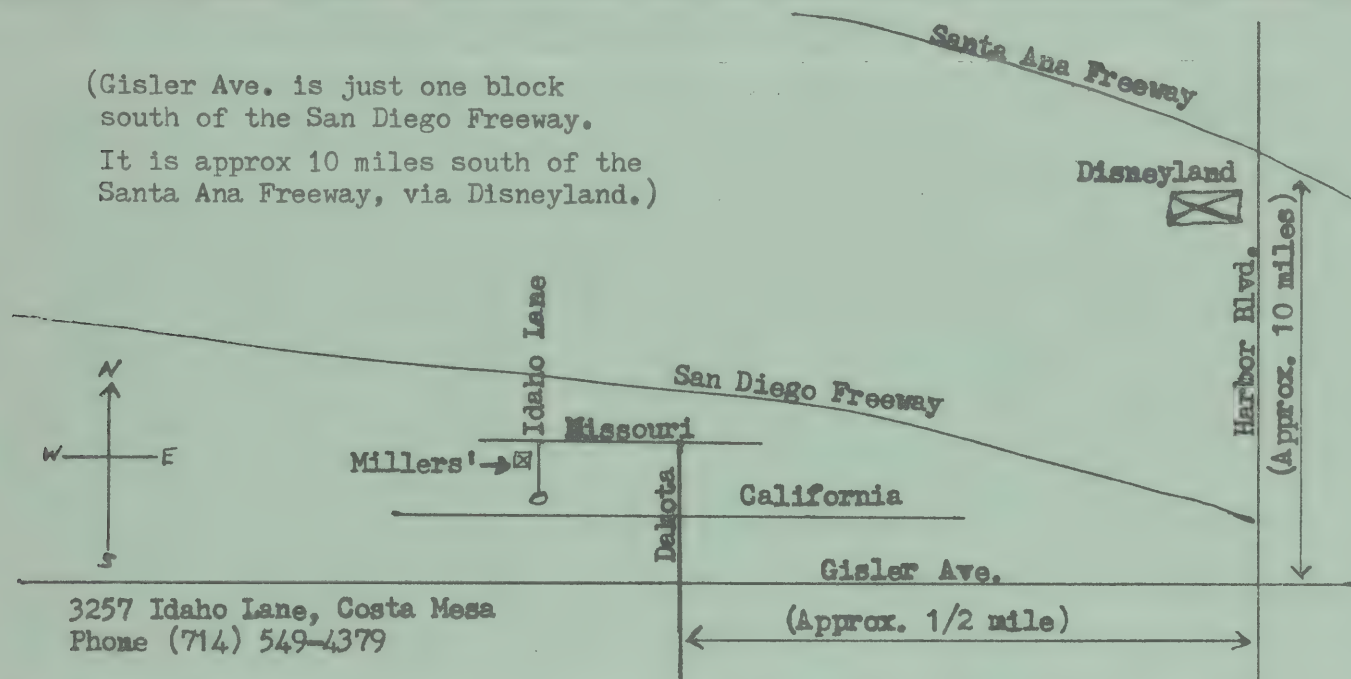 (Gisler Ave. is just one block
south of the San Diego Freeway.
It is approx 10 miles south of the
Santa Ana Freeway, via Disneyland.)
Santa Ana Freeway
Disneyland
Harbor Blvd.
(Approx. 10 miles)
Idaho Lane
San Diego Freeway
Missouri
N
W
E
S
Millers'
Dakota
California
Gisler Ave.
3257 Idaho Lane, Costa Mesa
Phone (714) 549-4379
(Approx. 1/2 mile)